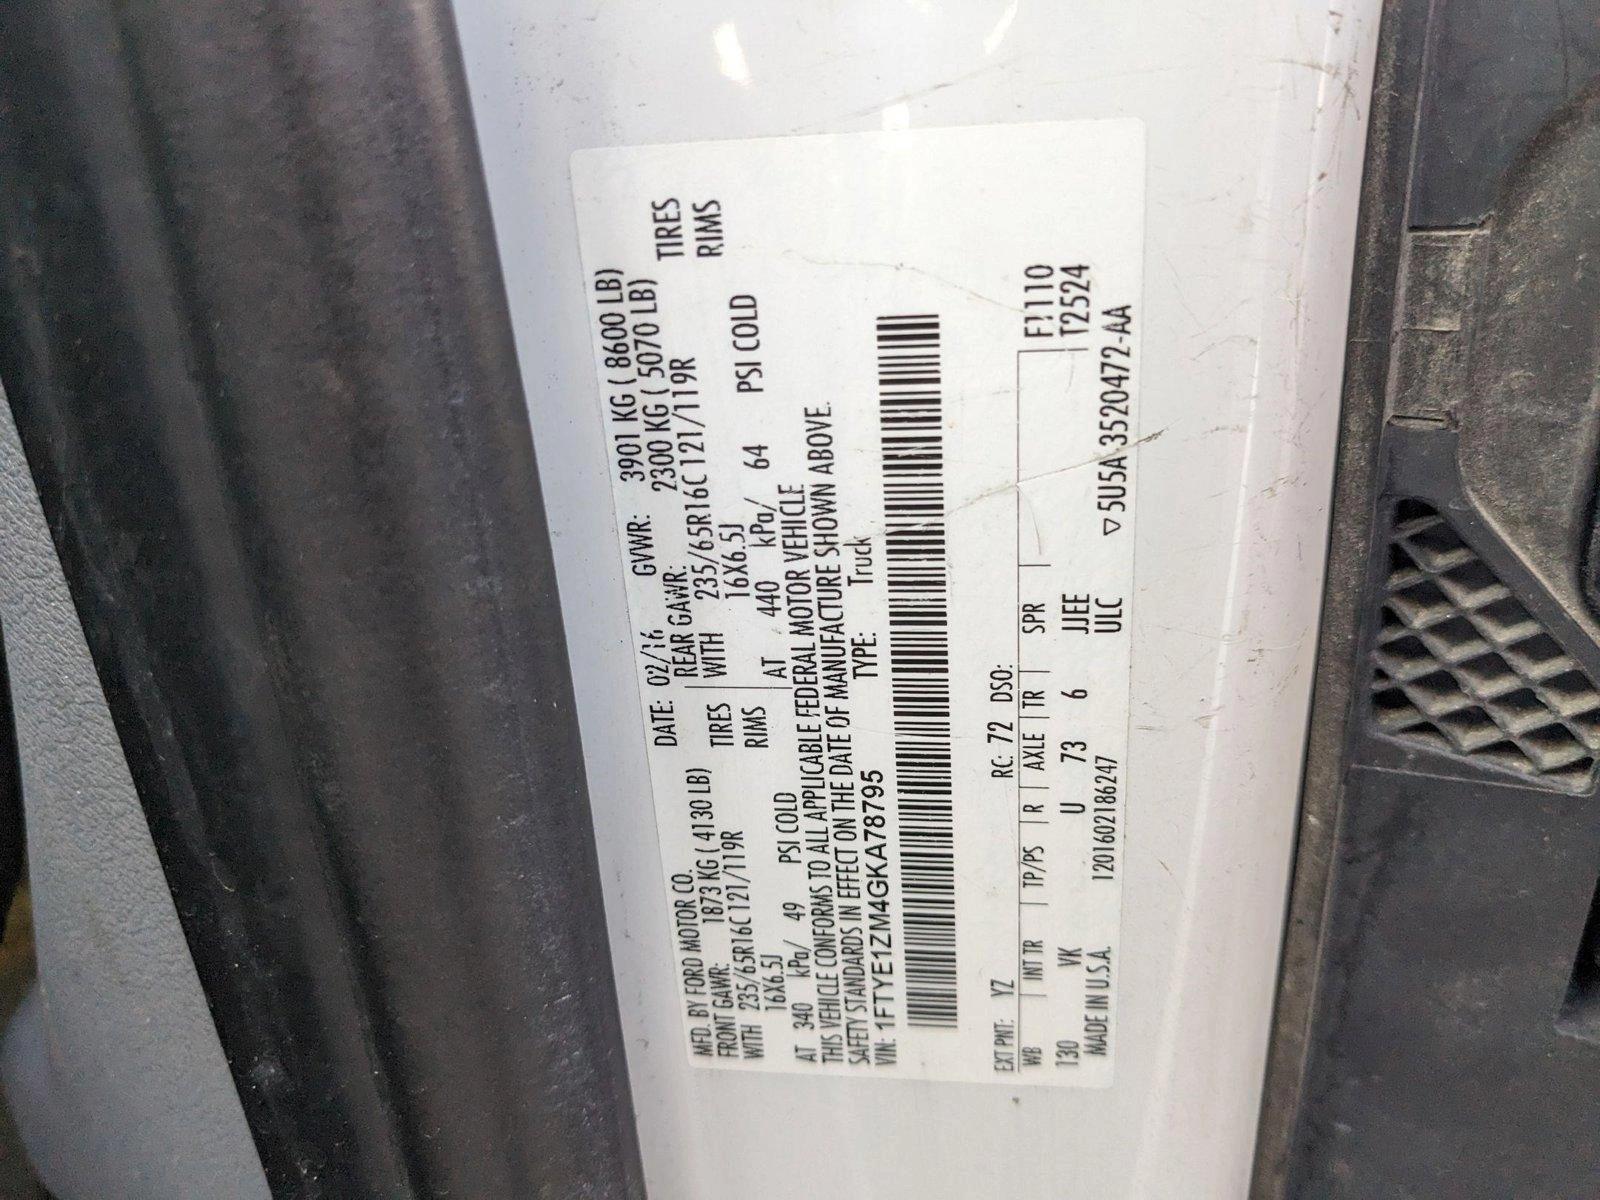 MFD. BY FORD MOTOR CO. DATE: 02/16 GVWR: 3901 KG ( 8600 LB)
FRONT GAWR: 1873 KG ( 4130 LB) REAR GAWR: 2300 KG ( 5070 LB)
WITH 235/65R16C 121/119R TIRES WITH 235/65R16C 121/119R TIRES
16X6.5J RIMS 16X6.5J RIMS
AT 340 kPa/ 49 PSI COLD AT 440 kPa/ 64 PSI COLD
THIS VEHICLE CONFORMS TO ALL APPLICABLE FEDERAL MOTOR VEHICLE
SAFETY STANDARDS IN EFFECT ON THE DATE OF MANUFACTURE SHOWN ABOVE.
VIN: 1FTYE1ZM4GKA78795 TYPE: Truck
EXT PNT: YZ RC: 72 DSO:
WB INT TR TP/PS R AXLE TR SPR
130 VK U 73 6 JJEE T2524
MADE IN U.S.A. 1201602186247 ULC 5U5A 3520472-AA